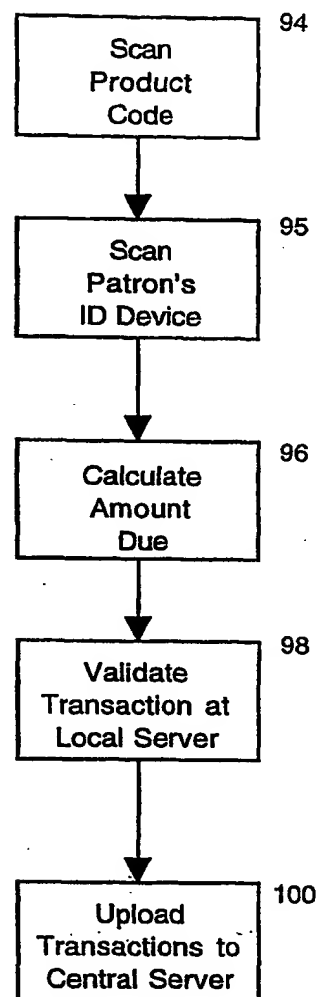 94
Scan
Product
Code
95
Scan
Patron's
ID Device
96
Calculate
Amount
Due
98
Validate
Transaction at
Local Server
100
Upload
Transactions to
Central Server